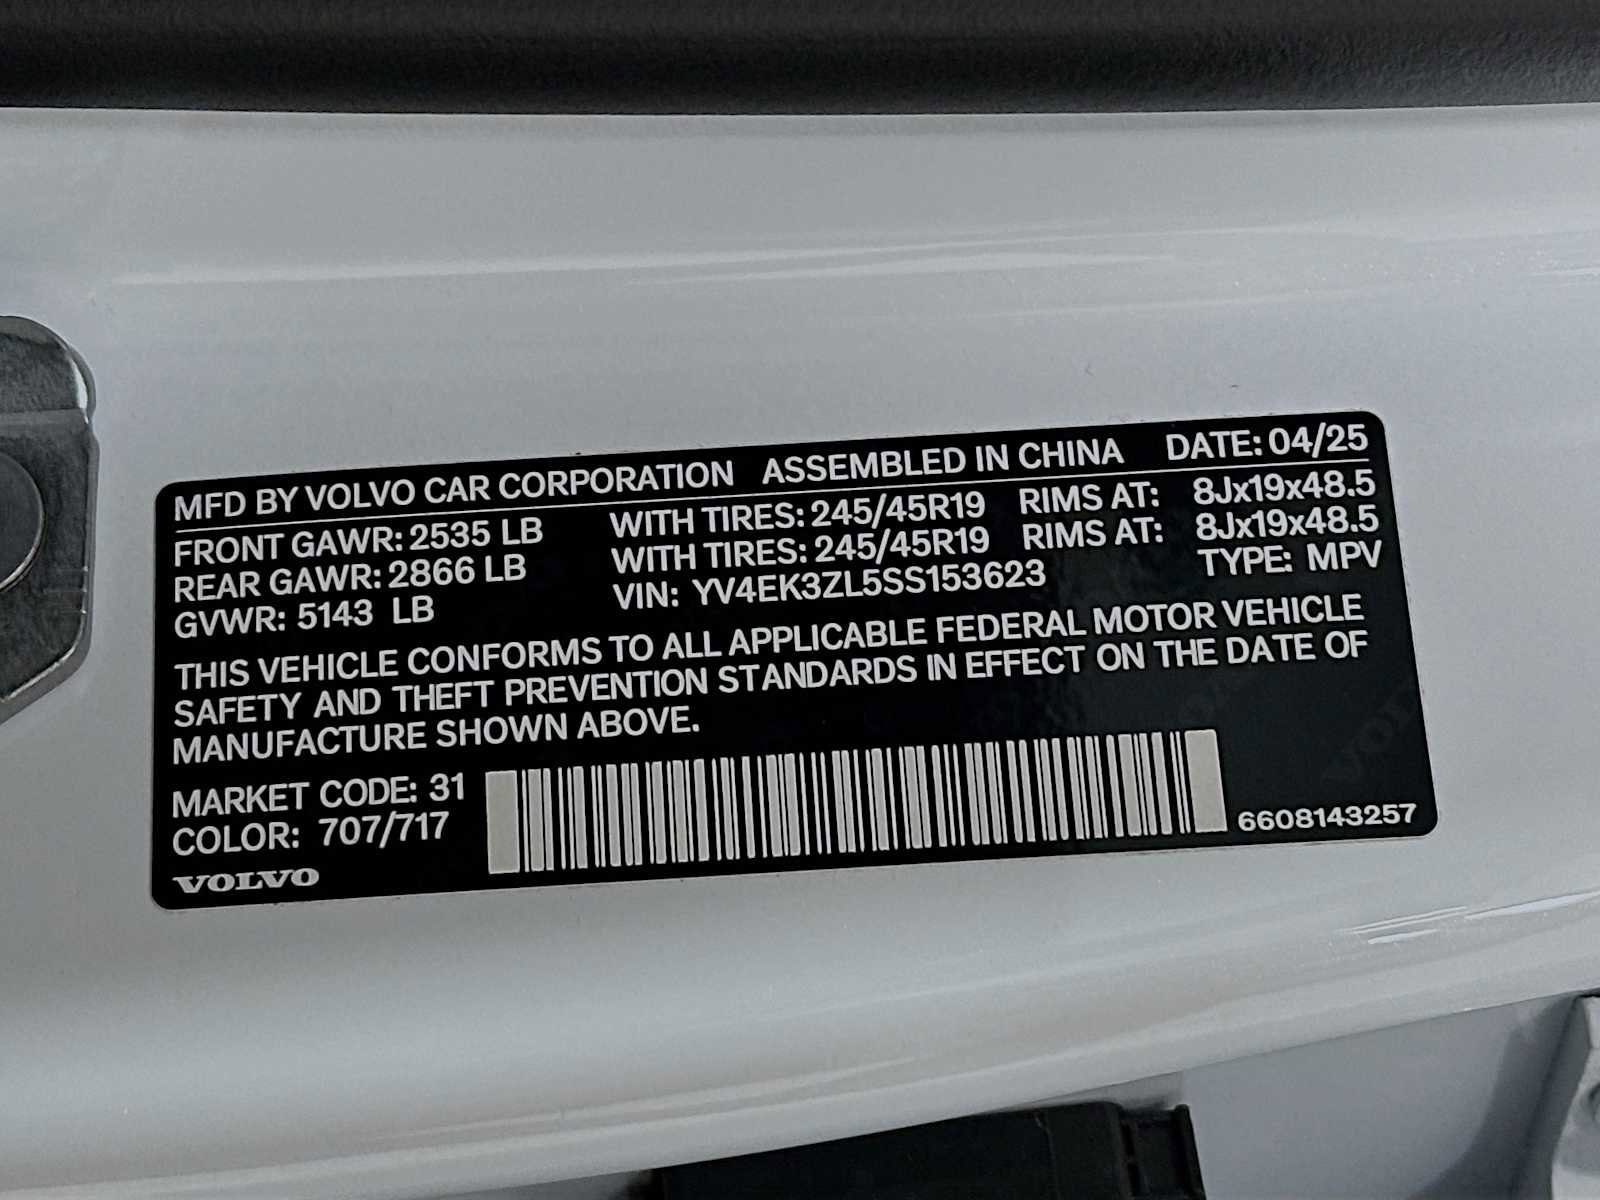 MFD BY VOLVO CAR CORPORATION ASSEMBLED IN CHINA DATE: 04/25
FRONT GAWR: 2535 LB WITH TIRES: 245/45R19 RIMS AT: 8Jx19x48.5
REAR GAWR: 2866 LB WITH TIRES: 245/45R19 RIMS AT: 8Jx19x48.5
GVWR: 5143 LB VIN: YV4EK3ZL5SS153623 TYPE: MPV
THIS VEHICLE CONFORMS TO ALL APPLICABLE FEDERAL MOTOR VEHICLE
SAFETY AND THEFT PREVENTION STANDARDS IN EFFECT ON THE DATE OF
MANUFACTURE SHOWN ABOVE.
MARKET CODE: 31
COLOR: 707/717
6608143257
VOLVO